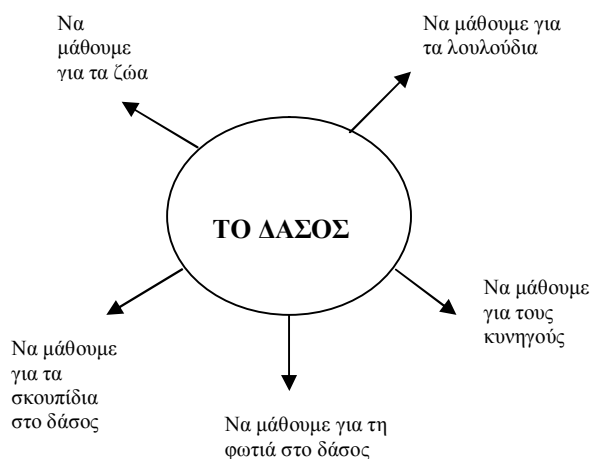 Να
μάθουμε
για τα ζώα
Να μάθουμε για
τα λουλούδια
ΤΟ ΔΑΣΟΣ
Να μάθουμε
για τους
κυνηγούς
Να μάθουμε
για τα
σκουπίδια
στο δάσος
Να μάθουμε για τη
φωτιά στο δάσος